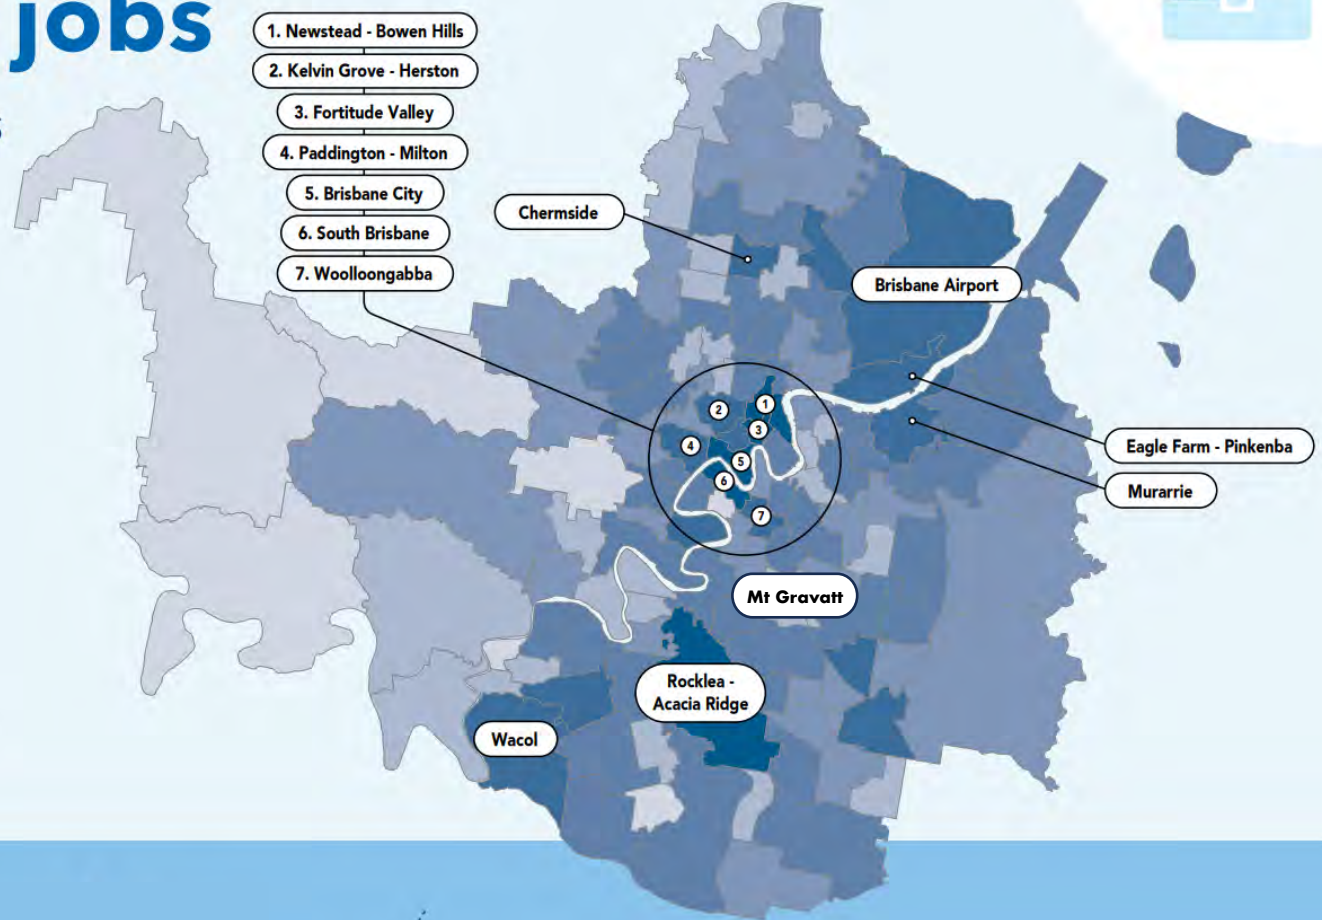 jobs
s
1. Newstead - Bowen Hills
2. Kelvin Grove - Herston
3. Fortitude Valley
4. Paddington - Milton
5. Brisbane City
6. South Brisbane
7. Woolloongabba
Chermside
Brisbane Airport
1
2
3
4
5
6
7
Eagle Farm - Pinkenba
Murarrie
Mt Gravatt
Rocklea -
Acacia Ridge
Wacol